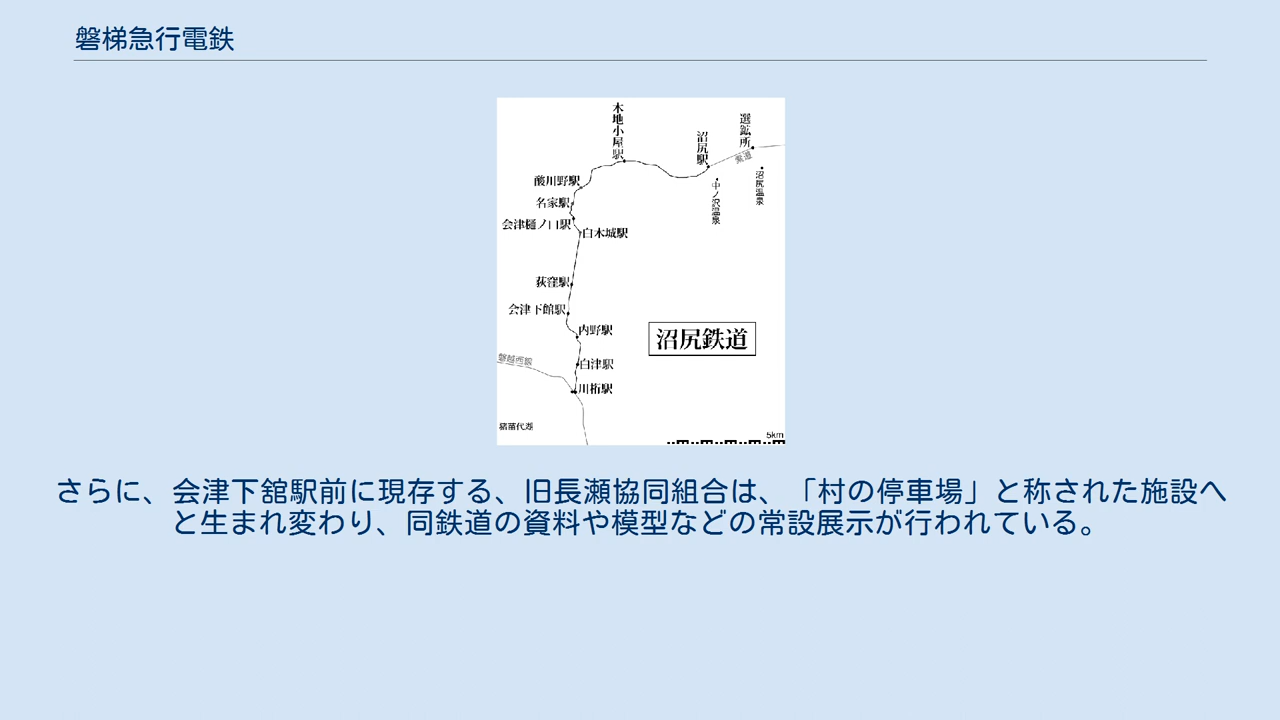 磐梯急行電鉄
木地小屋駅
沼尻駅
選鉱所
専用道
沼尻温泉
中ノ沢温泉
酸川野駅
名家駅
会津樋ノ口駅
白木城駅
荻窪駅
会津下館駅
内野駅
沼尻鉄道
磐越西線
白津駅
川桁駅
猪苗代湖
5km
さらに、会津下舘駅前に現存する、旧長瀬協同組合は、「村の停車場」と称された施設へ
と生まれ変わり、同鉄道の資料や模型などの常設展示が行われている。